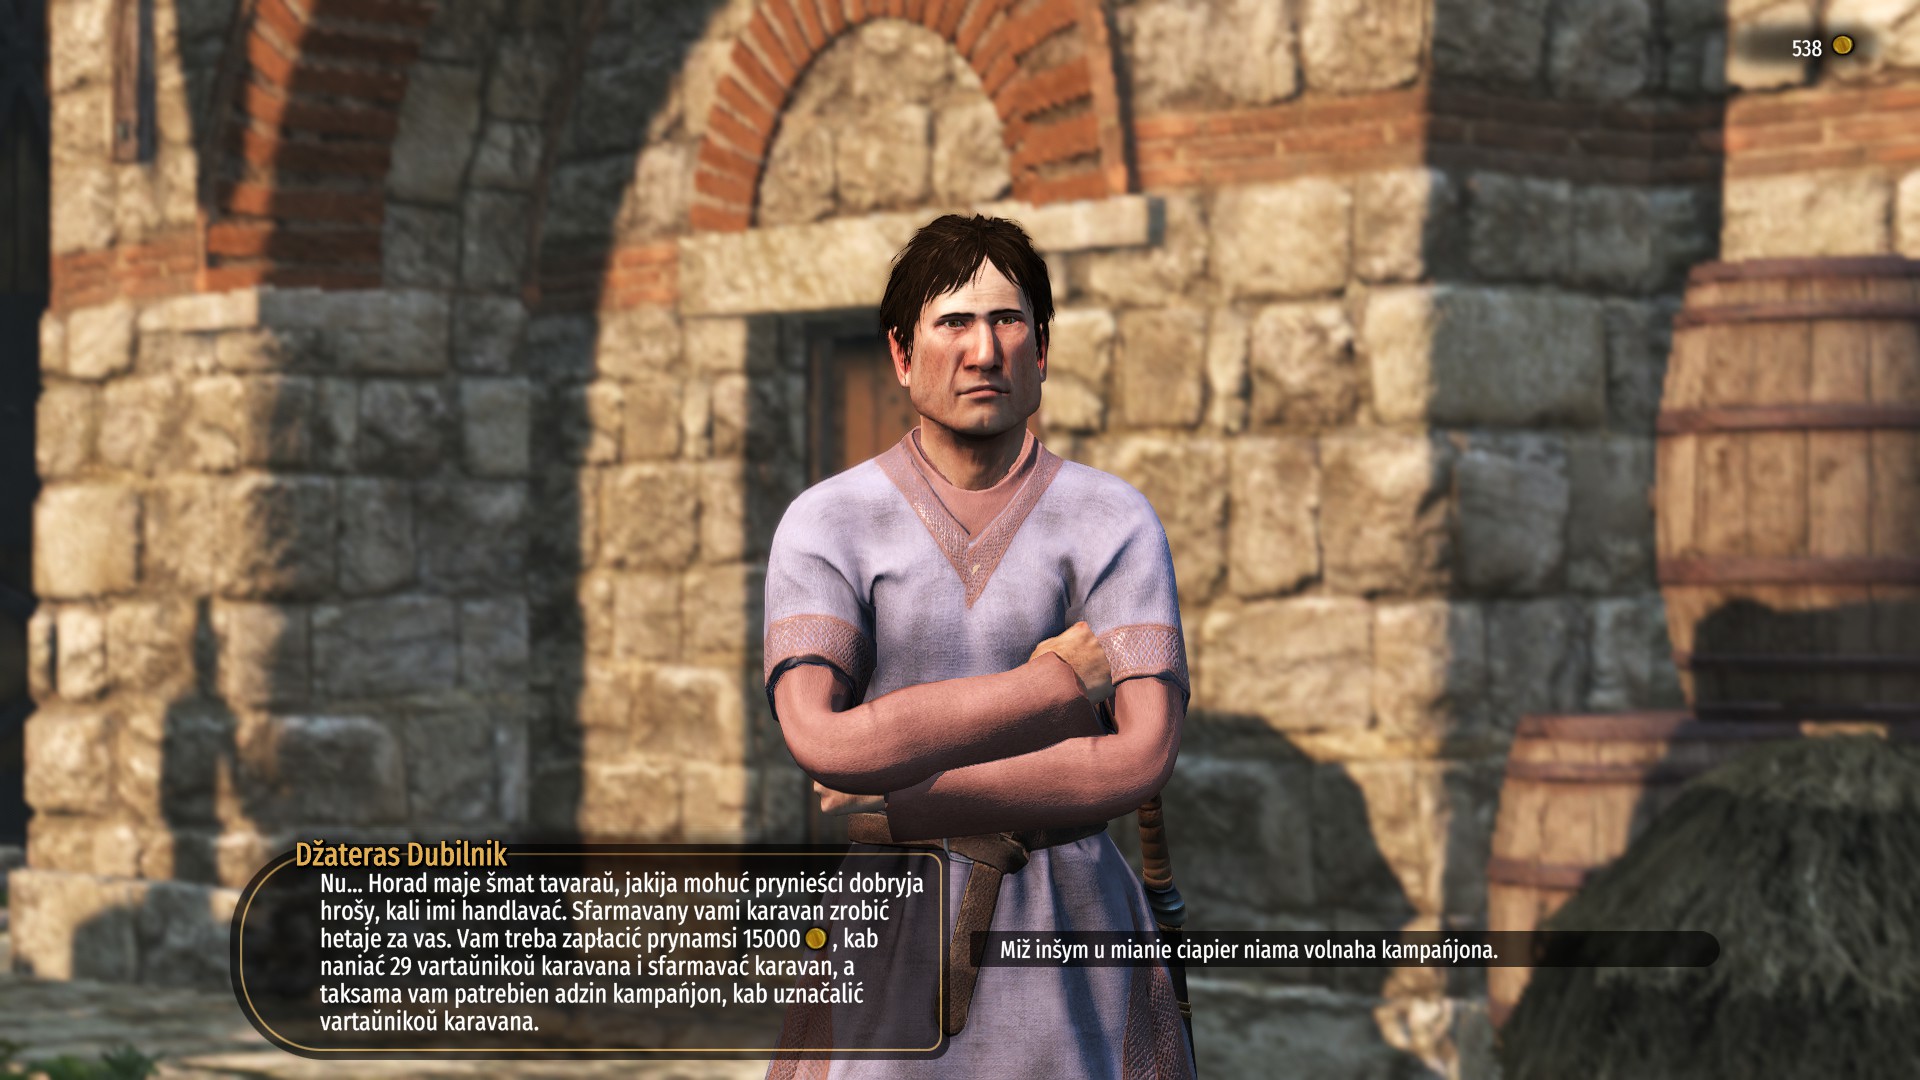 538
Džateras Dubilnik
Nu... Horad maje šmat tavaraŭ, jakija mohuć prynieści dobryja
hrošy, kali imi handlavać. Sfarmavany vami karavan zrobić
hetaje za vas. Vam treba zapłacić prynamsi 15000 , kab
naniać 29 vartaŭnikoŭ karavana i sfarmavać karavan, a
taksama vam patrebien adzin kampańjon, kab uznačalić
vartaŭnikoŭ karavana.
Miž inšym u mianie ciapier niama volnaha kampańjona.